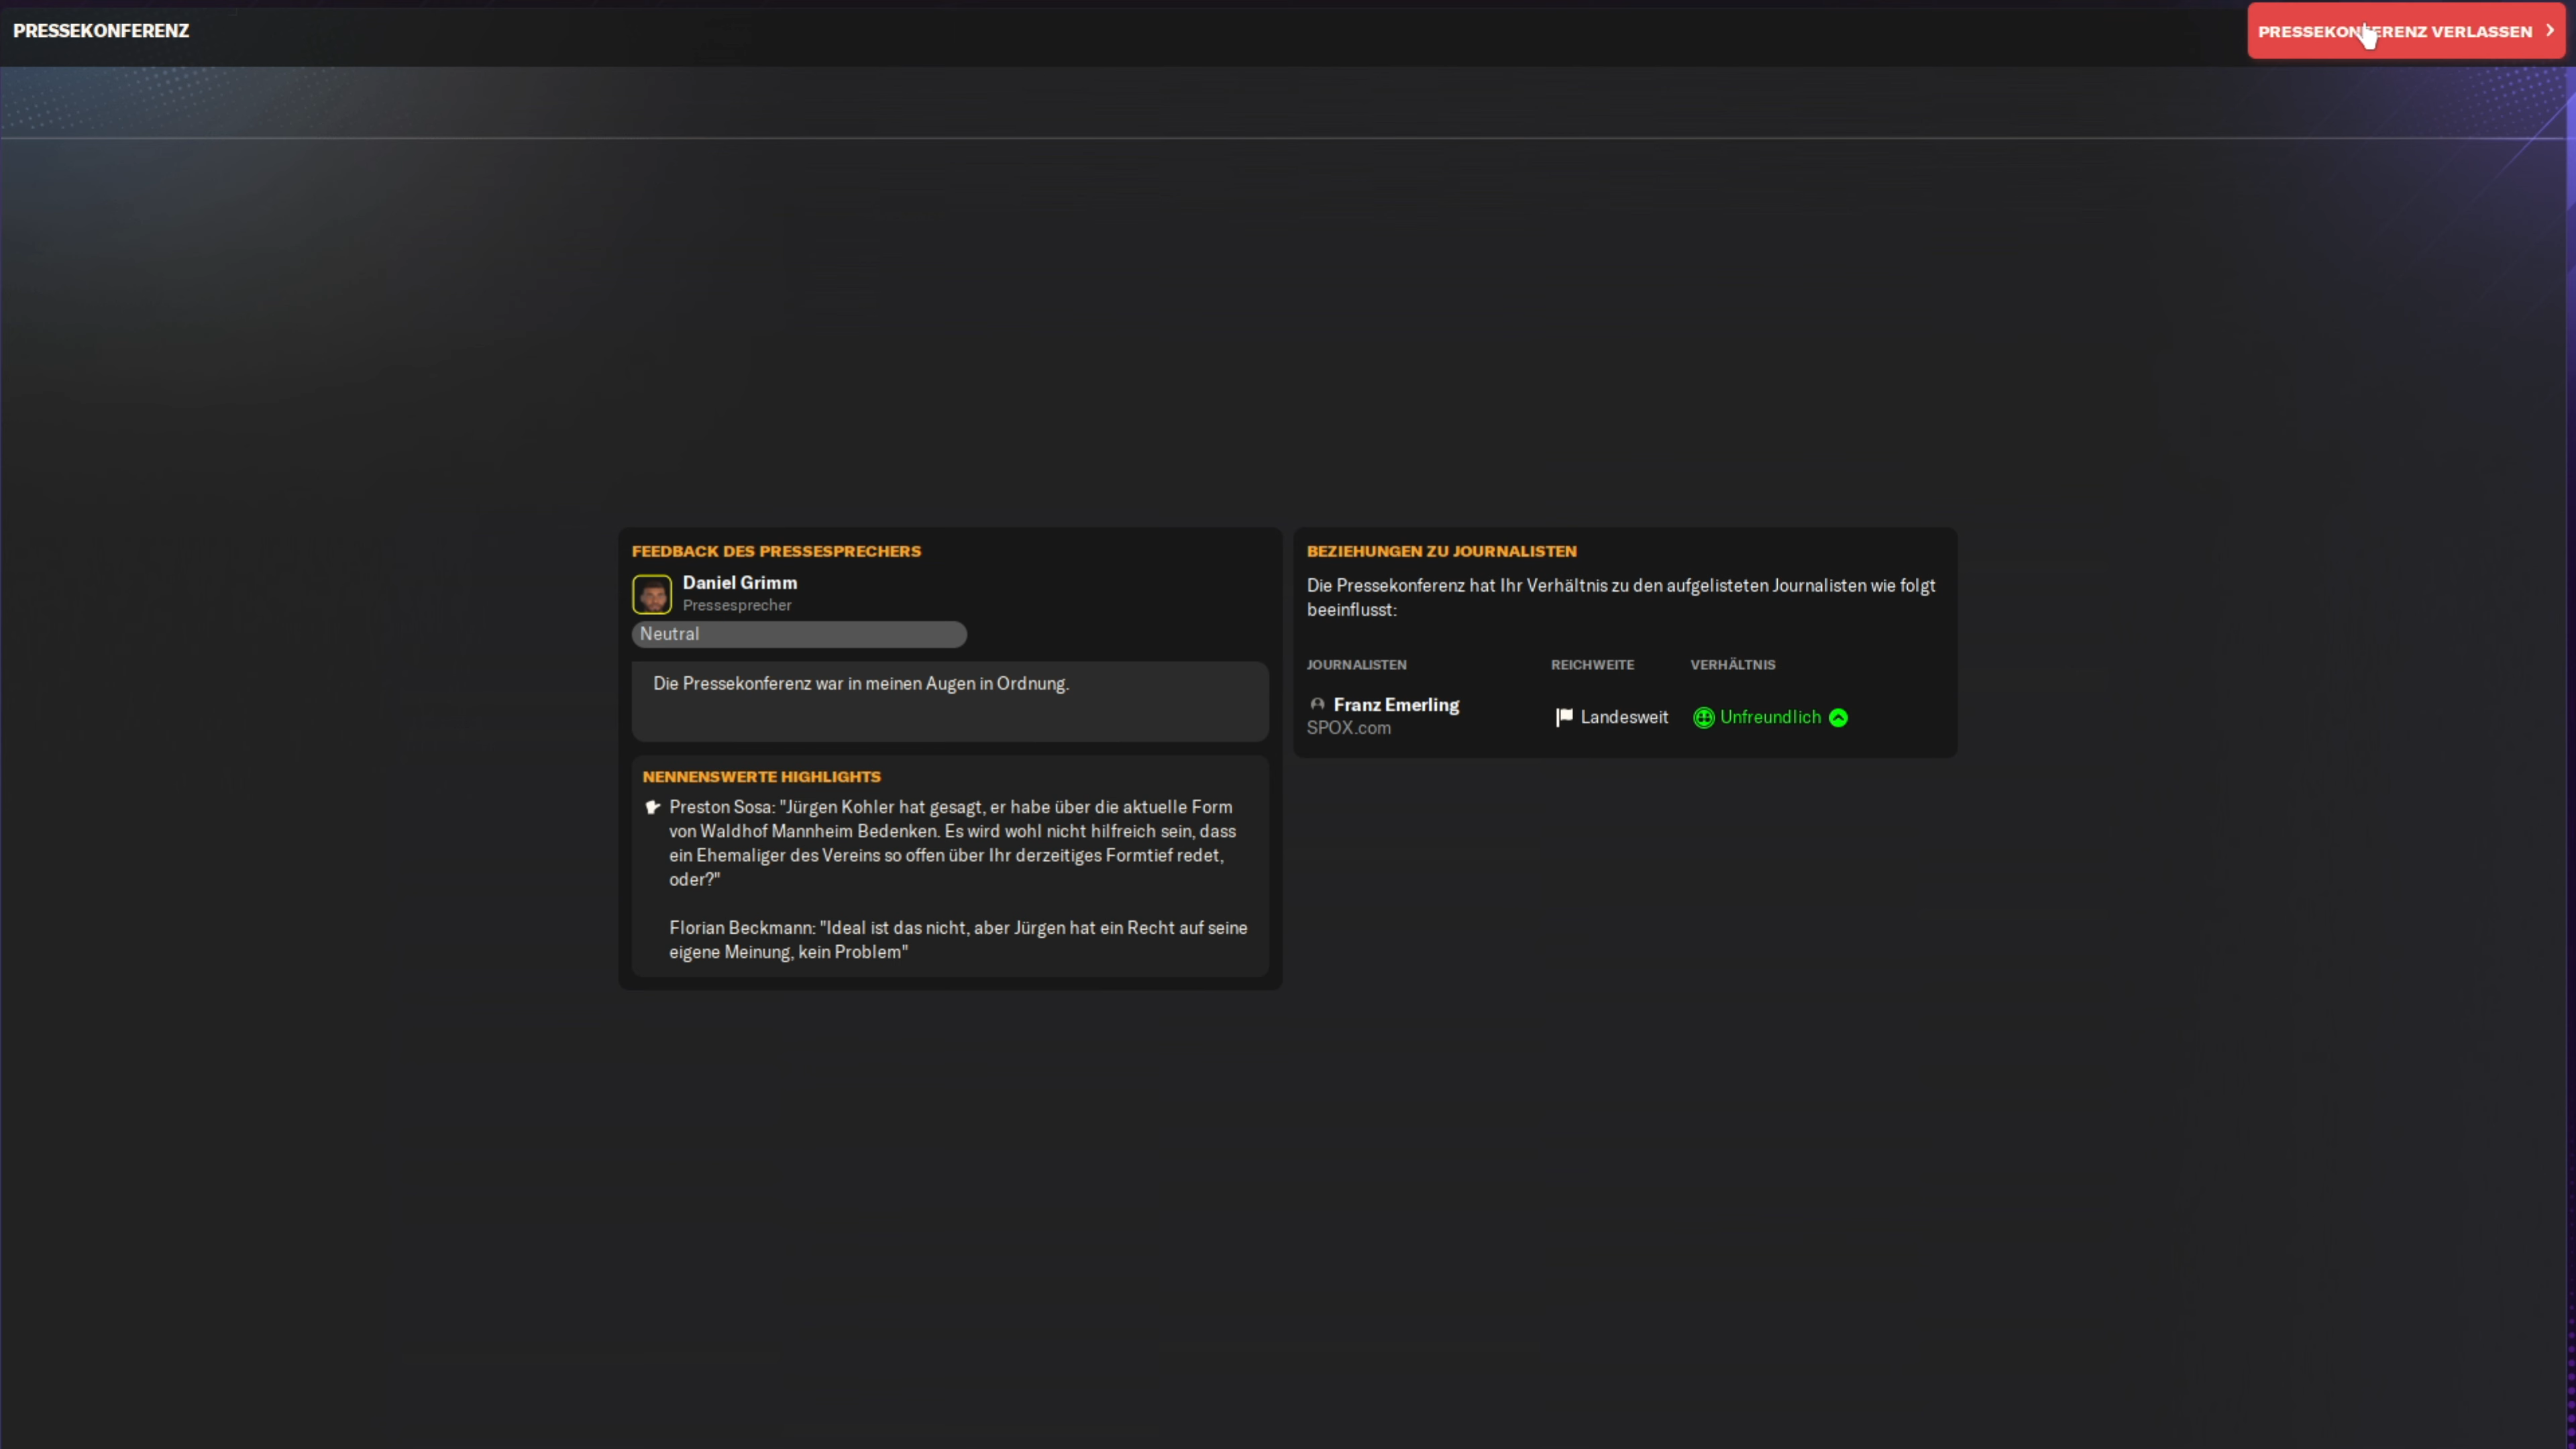 PRESSEKONFERENZ
PRESSEKONFERENZ VERLASSEN
FEEDBACK DES PRESSESPRECHERS
Daniel Grimm
Pressesprecher
Neutral
Die Pressekonferenz war in meinen Augen in Ordnung.
NENNENSWERTE HIGHLIGHTS
Preston Sosa: "Jürgen Kohler hat gesagt, er habe über die aktuelle Form
von Waldhof Mannheim Bedenken. Es wird wohl nicht hilfreich sein, dass
ein Ehemaliger des Vereins so offen über Ihr derzeitiges Formtief redet,
oder?"
Florian Beckmann: "Ideal ist das nicht, aber Jürgen hat ein Recht auf seine
eigene Meinung, kein Problem"
BEZIEHUNGEN ZU JOURNALISTEN
Die Pressekonferenz hat Ihr Verhältnis zu den aufgelisteten Journalisten wie folgt
beeinflusst:
JOURNALISTEN REICHWEITE VERHÄLTNIS
Franz Emerling
SPOX.com
Landesweit Unfreundlich